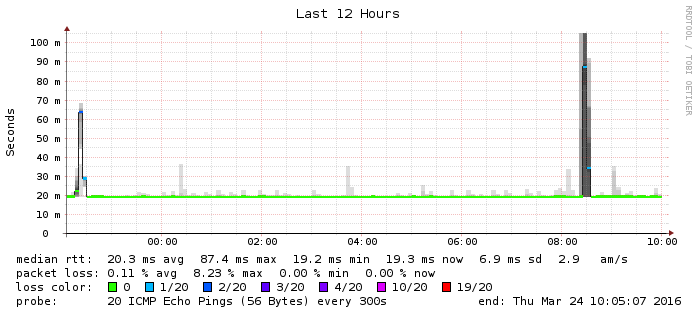 Last 12 Hours
RRDTOOL / TOBI OETIKER
Seconds
100 m
90 m
80 m
70 m
60 m
50 m
40 m
30 m
20 m
10 m
0
00:00 02:00 04:00 06:00 08:00 10:00
median rtt: 20.3 ms avg 87.4 ms max 19.2 ms min 19.3 ms now 6.9 ms sd 2.9 am/s
packet loss: 0.11 % avg 8.23 % max 0.00 % min 0.00 % now
loss color: 0 1/20 2/20 3/20 4/20 10/20 19/20
probe: 20 ICMP Echo Pings (56 Bytes) every 300s end: Thu Mar 24 10:05:07 2016